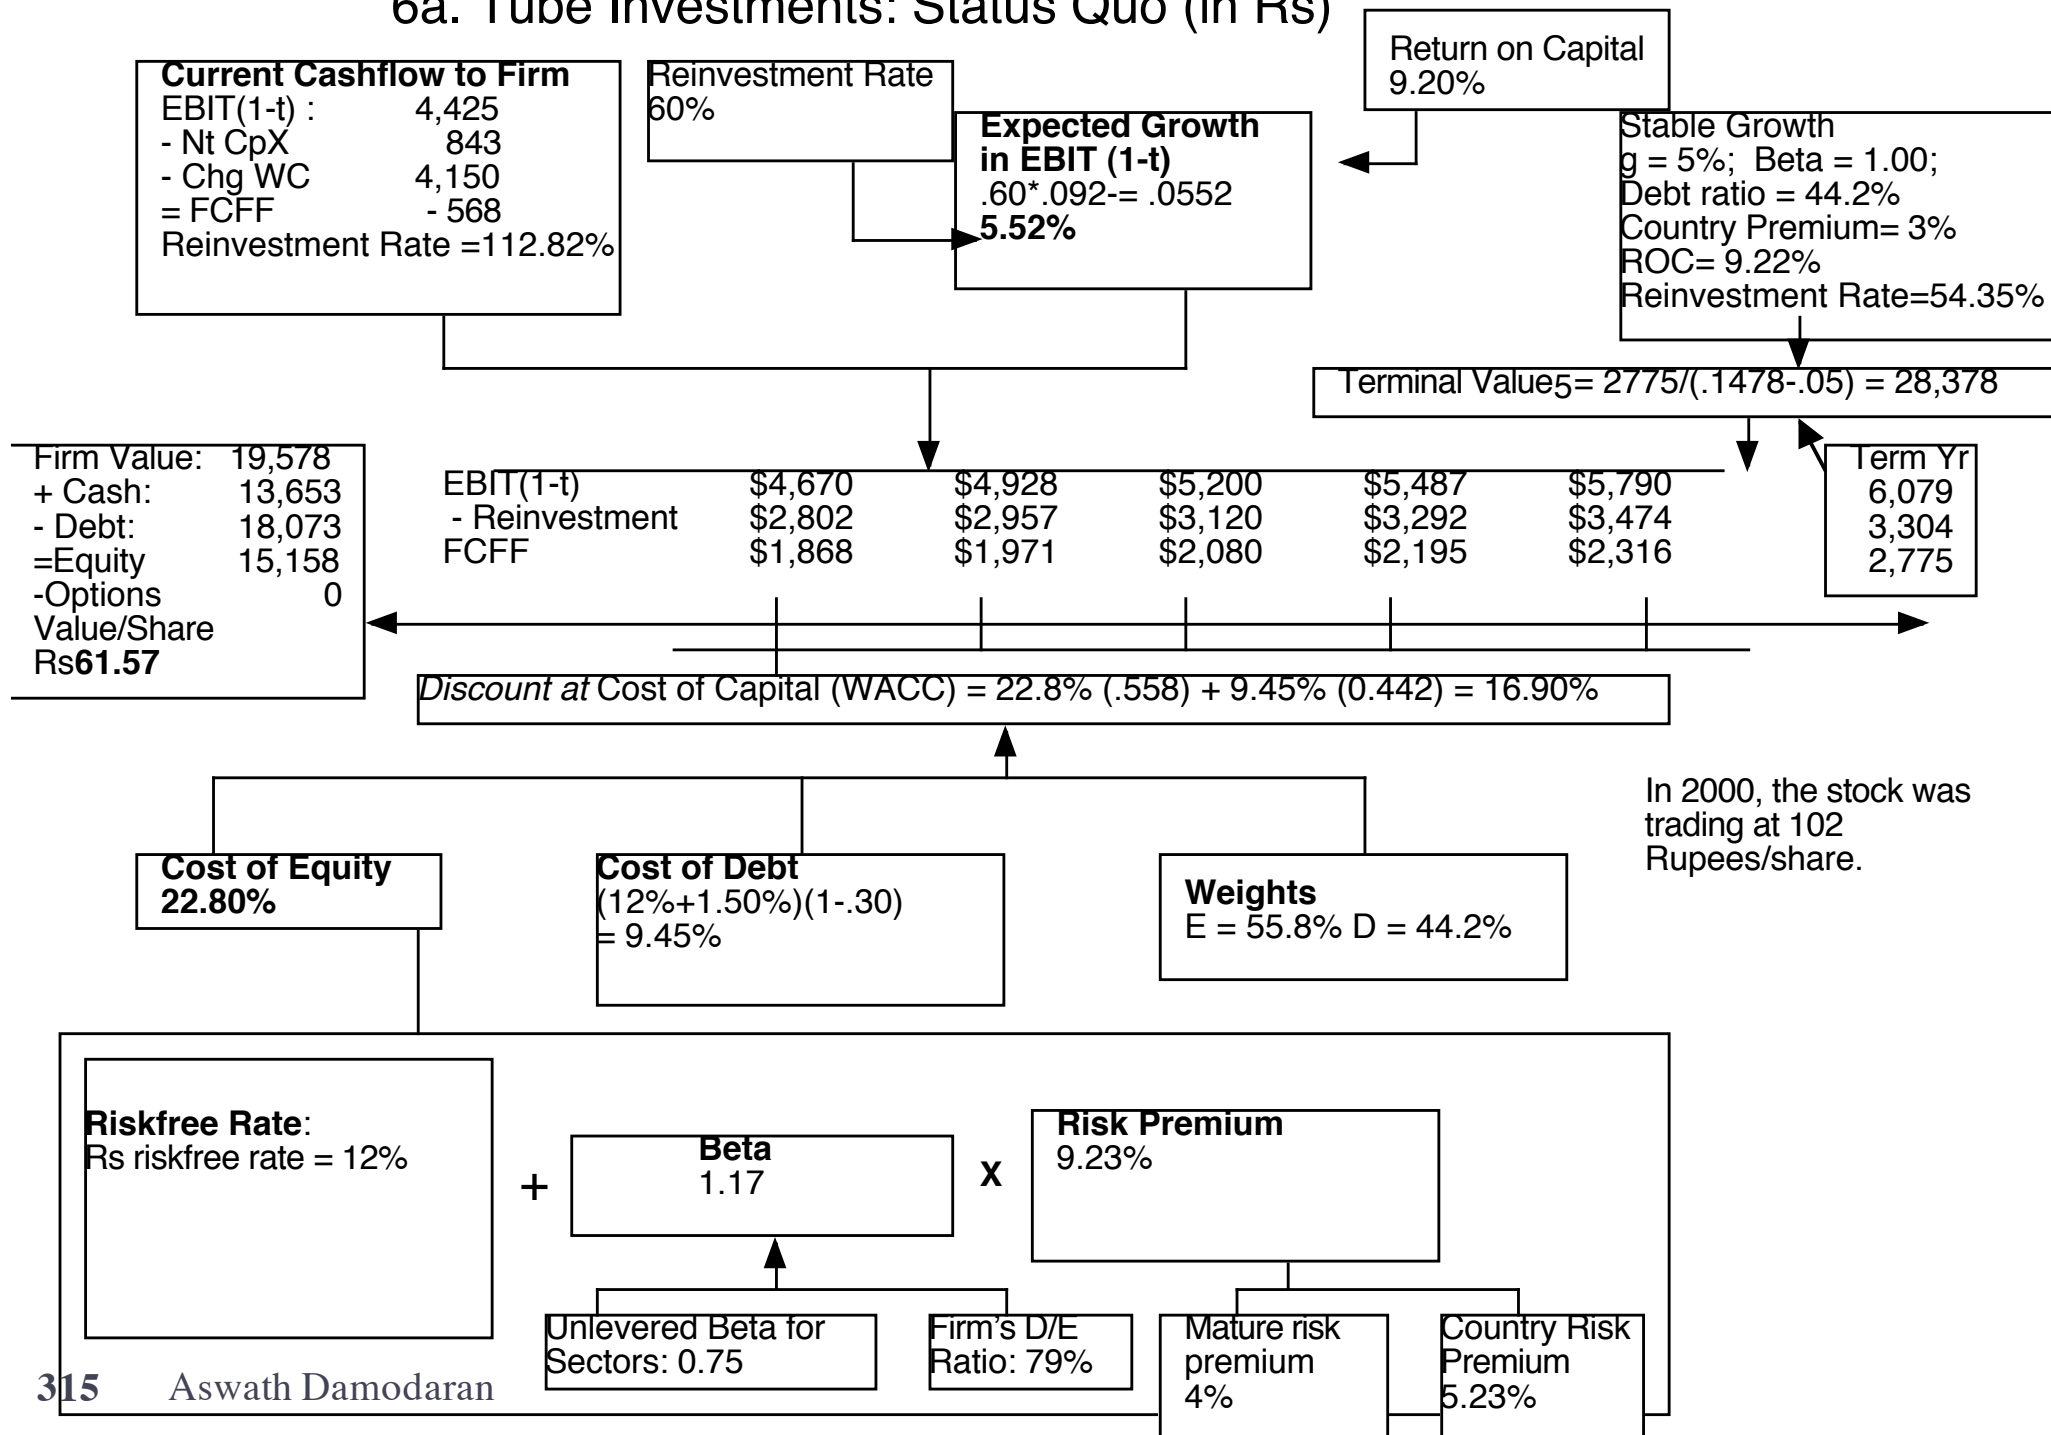 6a. Tube Investments: Status Quo (in Rs)
Return on Capital
9.20%
Current Cashflow to Firm
EBIT(1-t) : 4,425
- Nt CpX 843
- Chg WC 4,150
= FCFF - 568
Reinvestment Rate =112.82%
Reinvestment Rate
60%
Expected Growth
in EBIT (1-t)
.60*.092-= .0552
5.52%
Stable Growth
g = 5%; Beta = 1.00;
Debt ratio = 44.2%
Country Premium= 3%
ROC= 9.22%
Reinvestment Rate=54.35%
Terminal Value5= 2775/(.1478-.05) = 28,378
Firm Value: 19,578
+ Cash: 13,653
- Debt: 18,073
=Equity 15,158
-Options 0
Value/Share
Rs61.57
EBIT(1-t) $4,670 $4,928 $5,200 $5,487 $5,790
- Reinvestment $2,802 $2,957 $3,120 $3,292 $3,474
FCFF $1,868 $1,971 $2,080 $2,195 $2,316
Term Yr
6,079
3,304
2,775
Discount at Cost of Capital (WACC) = 22.8% (.558) + 9.45% (0.442) = 16.90%
In 2000, the stock was
trading at 102
Rupees/share.
Cost of Equity
22.80%
Cost of Debt
(12%+1.50%)(1-.30)
= 9.45%
Weights
E = 55.8% D = 44.2%
Riskfree Rate:
Rs riskfree rate = 12%
+
Beta
1.17
X
Risk Premium
9.23%
Unlevered Beta for
Sectors: 0.75
Firm's D/E
Ratio: 79%
Mature risk
premium
4%
Country Risk
Premium
5.23%
315 Aswath Damodaran